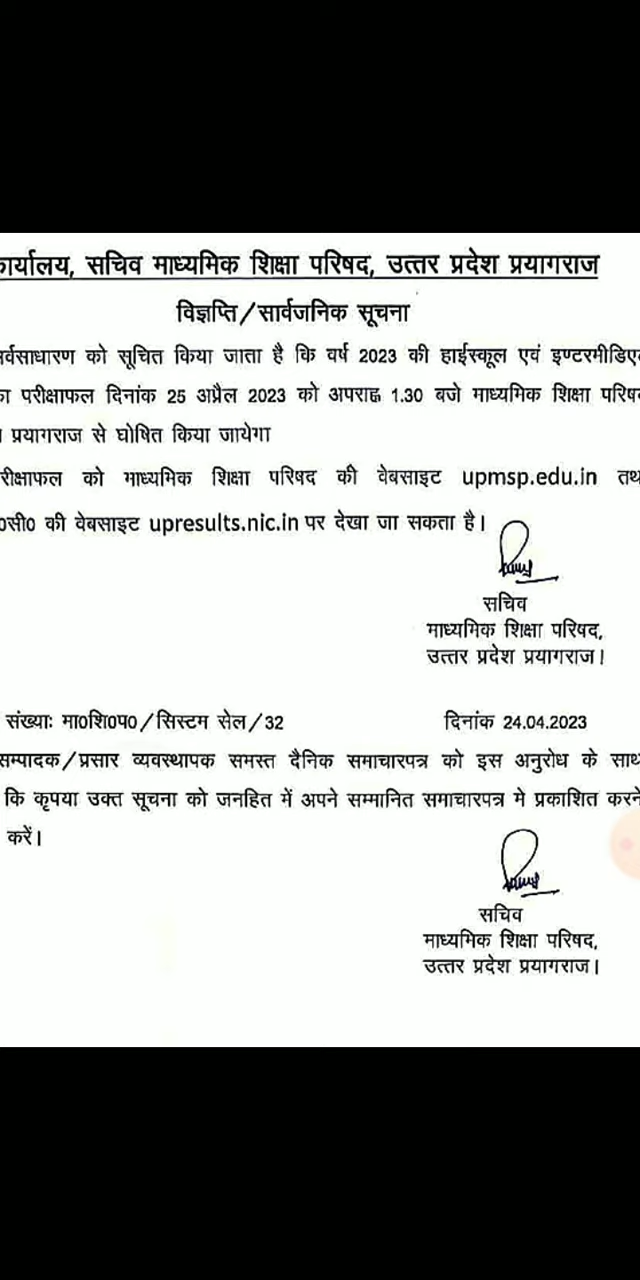 कार्यालय, सचिव माध्यमिक शिक्षा परिषद, उत्तर प्रदेश प्रयागराज
विज्ञप्ति/सार्वजनिक सूचना
र्वसाधारण को सूचित किया जाता है कि वर्ष 2023 की हाईस्कूल एवं इण्टरमीडिए
का परीक्षाफल दिनांक 25 अप्रैल 2023 को अपराह्न 1.30 बजे माध्यमिक शिक्षा परिषद
प्रयागराज से घोषित किया जायेगा
रीक्षाफल को माध्यमिक शिक्षा परिषद की वेबसाइट upmsp.edu.in तथ
0सी0 की वेबसाइट upresults.nic.in पर देखा जा सकता है।
सचिव
माध्यमिक शिक्षा परिषद,
उत्तर प्रदेश प्रयागराज।
संख्याः मा0शि0प0/सिस्टम सेल/32 दिनांक 24.04.2023
सम्पादक/प्रसार व्यवस्थापक समस्त दैनिक समाचारपत्र को इस अनुरोध के साथ
कि कृपया उक्त सूचना को जनहित में अपने सम्मानित समाचारपत्र मे प्रकाशित करने
करें।
सचिव
माध्यमिक शिक्षा परिषद,
उत्तर प्रदेश प्रयागराज।